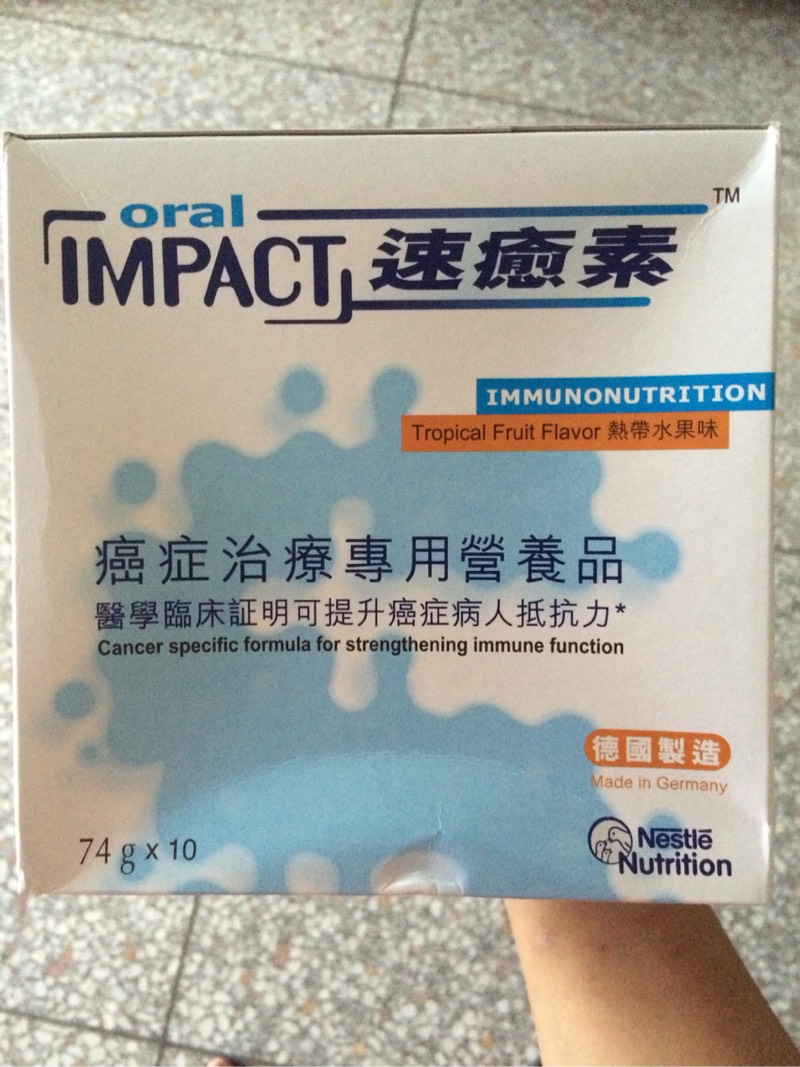 oral
IMPACT 速癒素™
IMMUNONUTRITION
Tropical Fruit Flavor 熱帶水果味
癌症治療專用營養品
醫學臨床証明可提升癌症病人抵抗力*
Cancer specific formula for strengthening immune function
德國製造
Made in Germany
74 g x 10
Nestlé
Nutrition